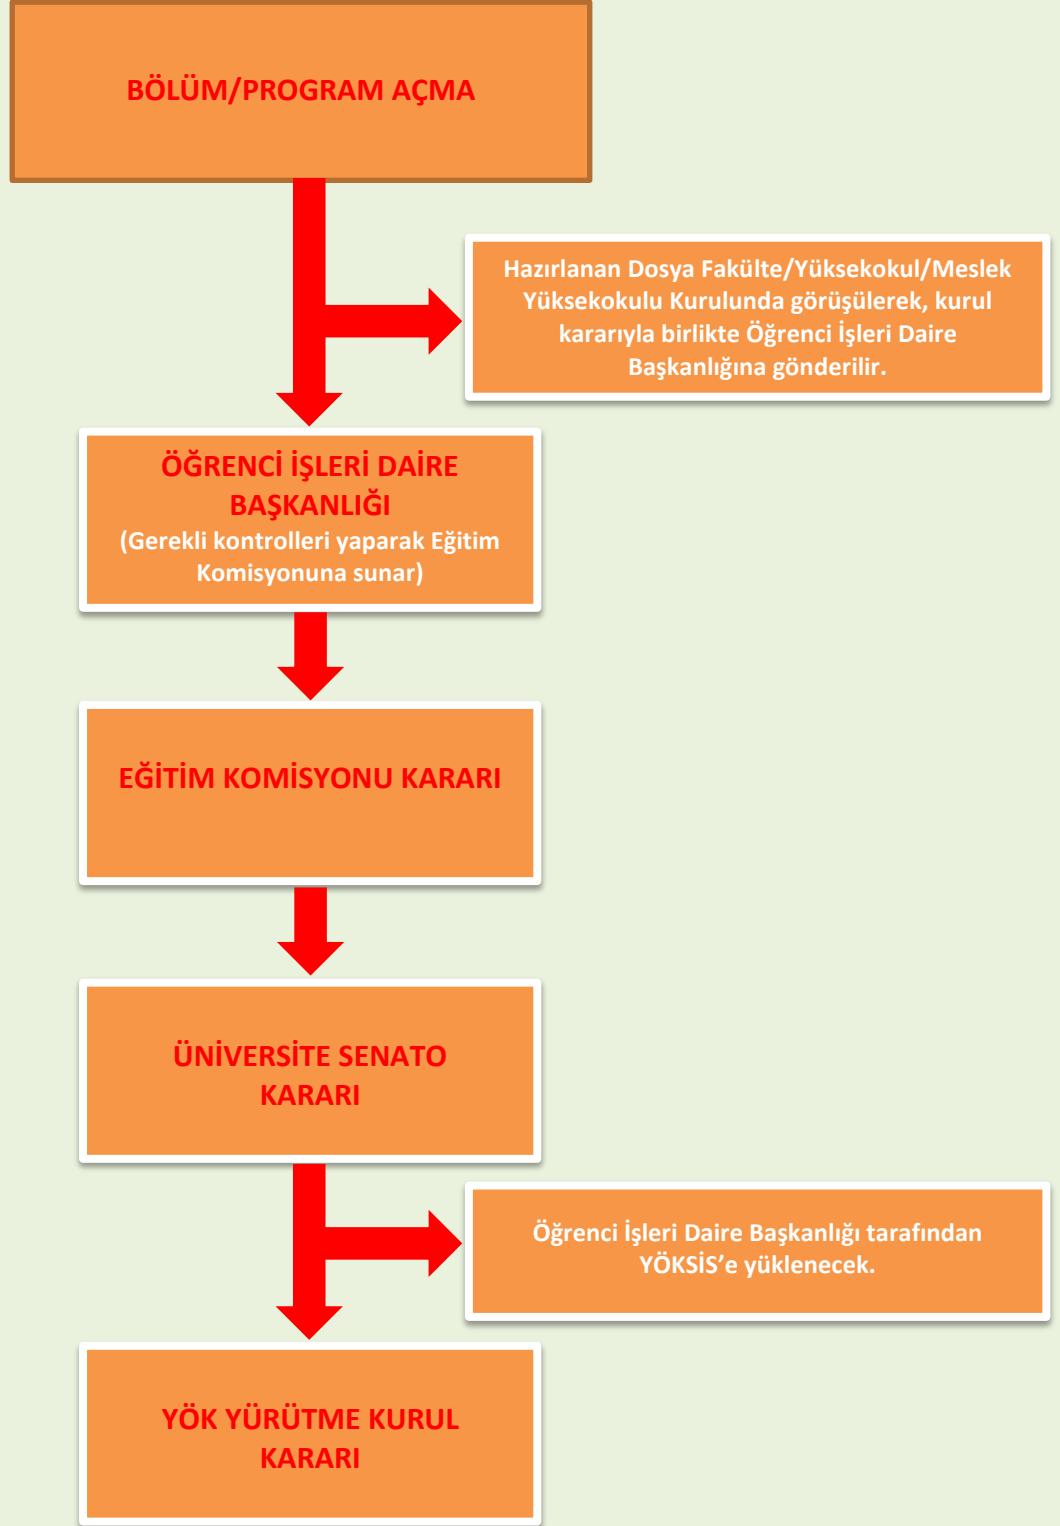 BÖLÜM/PROGRAM AÇMA
Hazırlanan Dosya Fakülte/Yüksekokul/Meslek
Yüksekokulu Kurulunda görüşülerek, kurul
kararıyla birlikte Öğrenci İşleri Daire
Başkanlığına gönderilir.
ÖĞRENCİ İŞLERİ DAİRE
BAŞKANLIĞI
(Gerekli kontrolleri yaparak Eğitim
Komisyonuna sunar)
EĞİTİM KOMİSYONU KARARI
ÜNİVERSİTE SENATO
KARARI
Öğrenci İşleri Daire Başkanlığı tarafından
YÖKSİS’e yüklenecek.
YÖK YÜRÜTME KURUL
KARARI